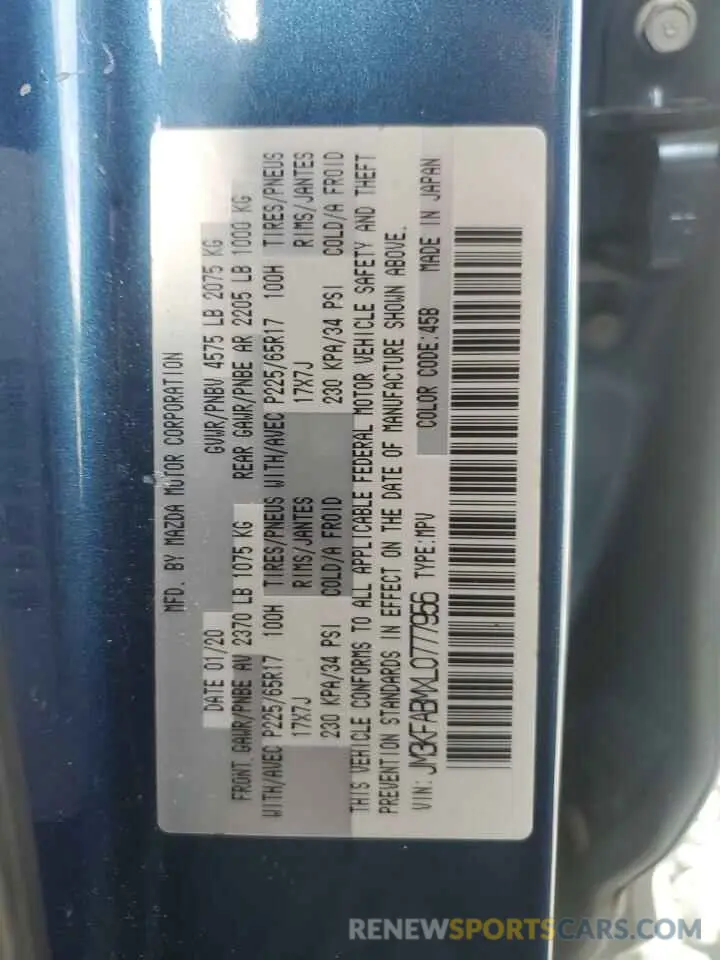 MFD. BY MAZDA MOTOR CORPORATION
DATE 01/20 GVWR/PNBV 4575 LB 2075 KG
FRONT GAWR/PNBE AV 2370 LB 1075 KG REAR GAWR/PNBE AR 2205 LB 1000 KG
WITH/AVEC P225/65R17 100H TIRES/PNEUS WITH/AVEC P225/65R17 100H TIRES/PNEUS
17X7J RIMS/JANTES 17X7J RIMS/JANTES
230 KPA/34 PSI COLD/A FROID 230 KPA/34 PSI COLD/A FROID
THIS VEHICLE CONFORMS TO ALL APPLICABLE FEDERAL MOTOR VEHICLE SAFETY AND THEFT
PREVENTION STANDARDS IN EFFECT ON THE DATE OF MANUFACTURE SHOWN ABOVE.
VIN: JM3KFABMXL0777956 TYPE:MPV COLOR CODE:45B MADE IN JAPAN
RENEWSPORTSCARS.COM